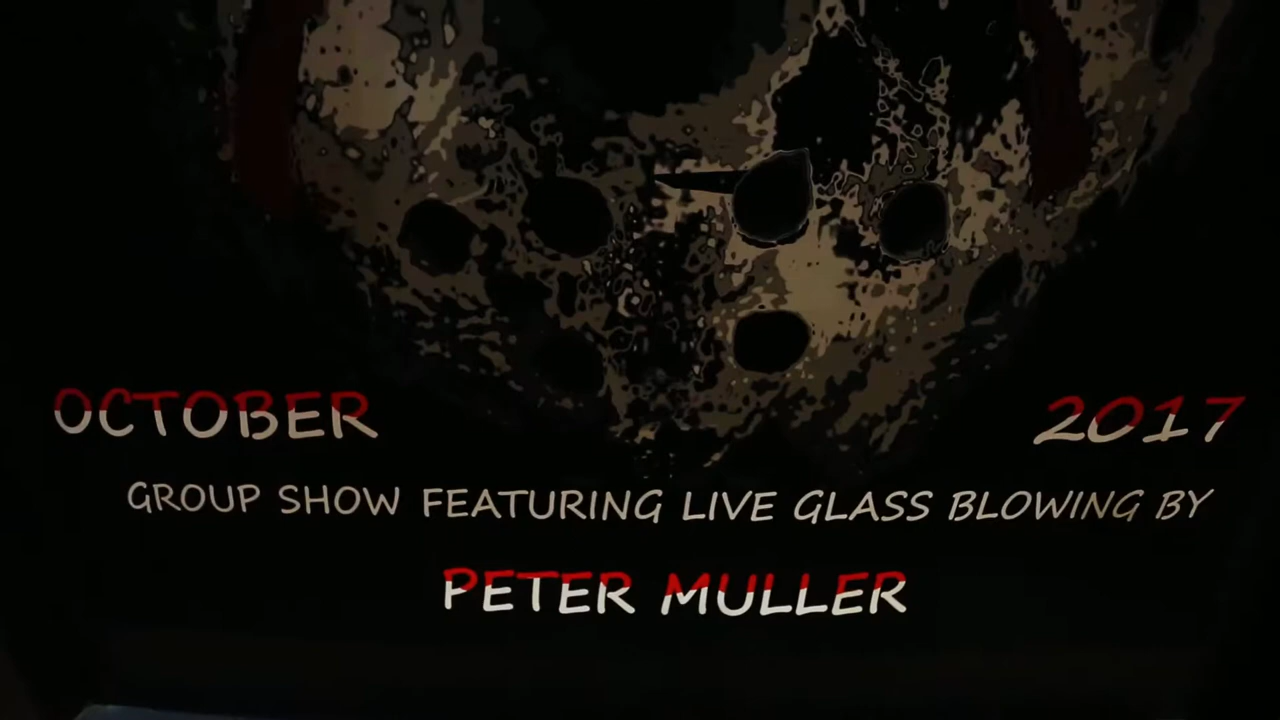 OCTOBER 2017
GROUP SHOW FEATURING LIVE GLASS BLOWING BY
PETER MULLER